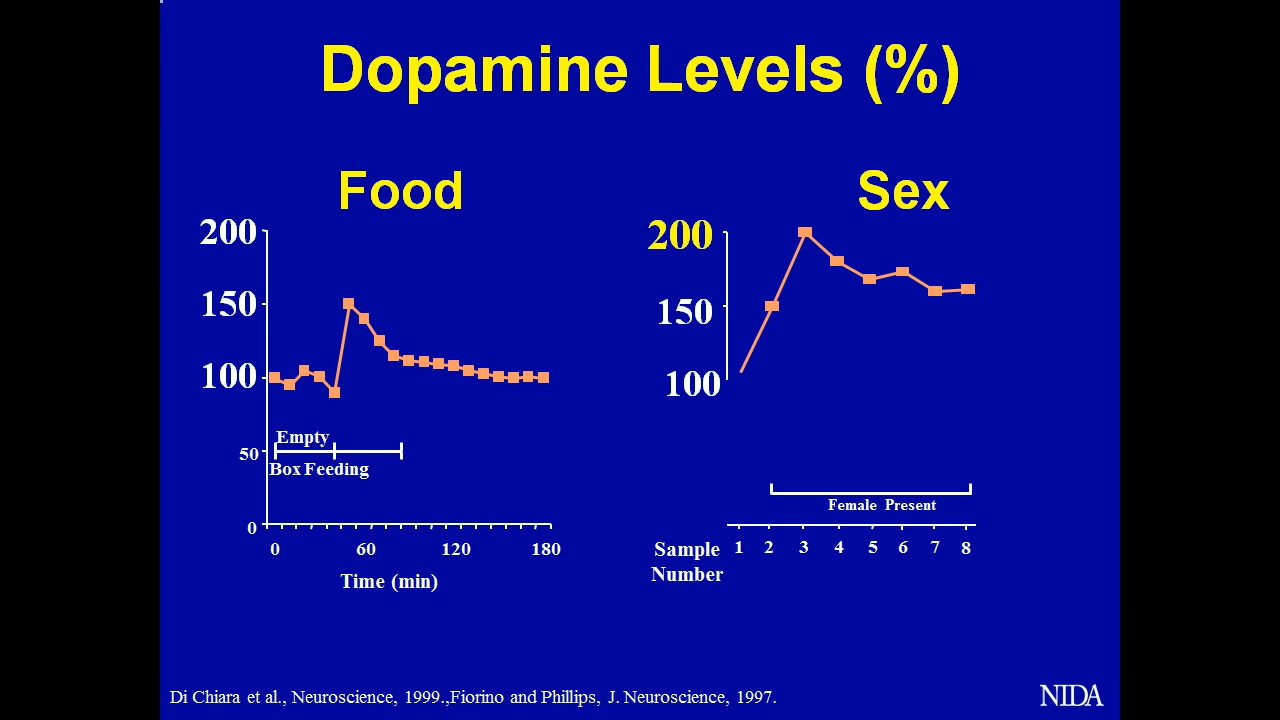 Dopamine Levels (%)
Food
200
150
100
50
0
Empty
Box Feeding
0 60 120 180
Time (min)
Sex
200
150
100
Female Present
Sample
Number
1 2 3 4 5 6 7 8
Di Chiara et al., Neuroscience, 1999.,Fiorino and Phillips, J. Neuroscience, 1997.
NIDA